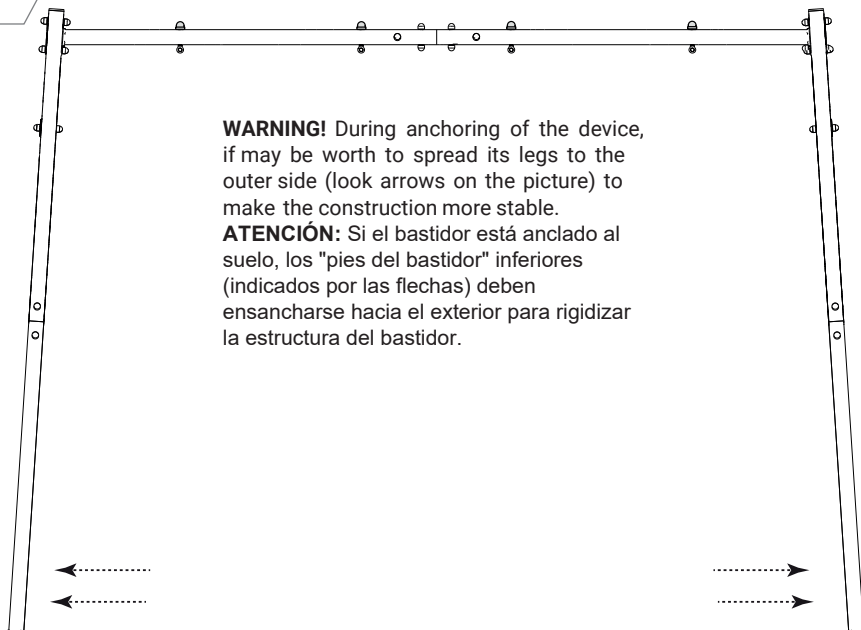 WARNING! During anchoring of the device,
if may be worth to spread its legs to the
outer side (look arrows on the picture) to
make the construction more stable.
ATENCIÓN: Si el bastidor está anclado al
suelo, los "pies del bastidor" inferiores
(indicados por las flechas) deben
ensancharse hacia el exterior para rigidizar
la estructura del bastidor.